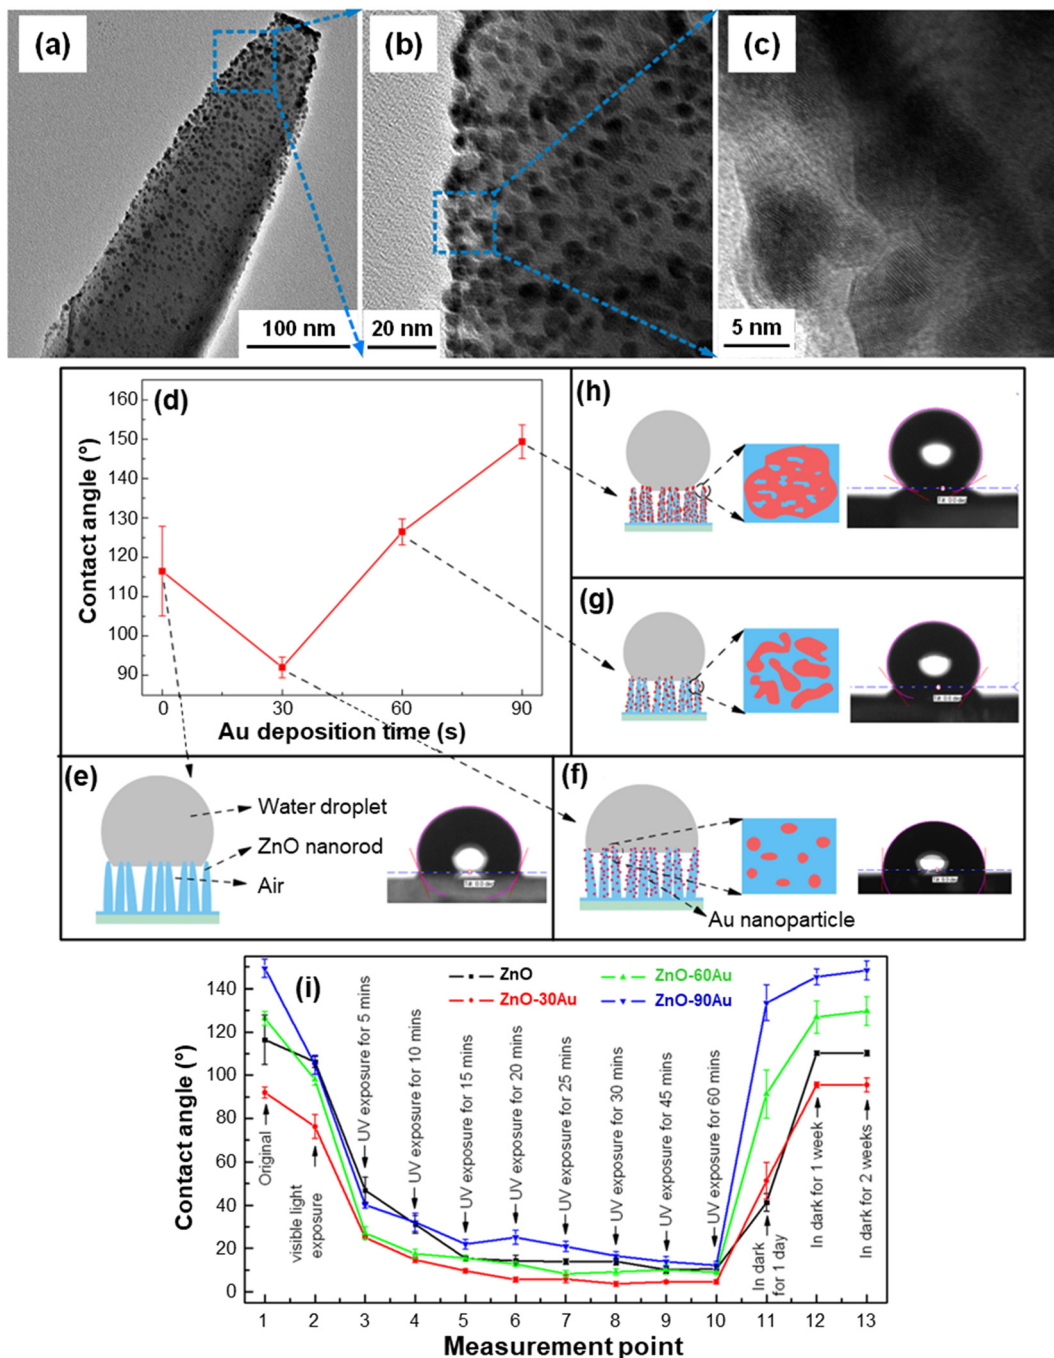 (a)
(b)
(c)
100 nm
20 nm
5 nm
(d)
160
150
140
130
120
110
100
90
Contact angle (°)
0
30
60
90
Au deposition time (s)
(h)
(g)
(e)
Water droplet
ZnO nanorod
Air
(f)
Au nanoparticle
(i)
ZnO
ZnO-30Au
ZnO-60Au
ZnO-90Au
140
120
100
80
60
40
20
0
Contact angle (°)
Original
visible light
exposure
UV exposure for 5 mins
UV exposure for 10 mins
UV exposure for 15 mins
UV exposure for 20 mins
UV exposure for 25 mins
UV exposure for 30 mins
UV exposure for 45 mins
UV exposure for 60 mins
In dark
for 1 day
In dark for 1 week
In dark for 2 weeks
1
2
3
4
5
6
7
8
9
10
11
12
13
Measurement point